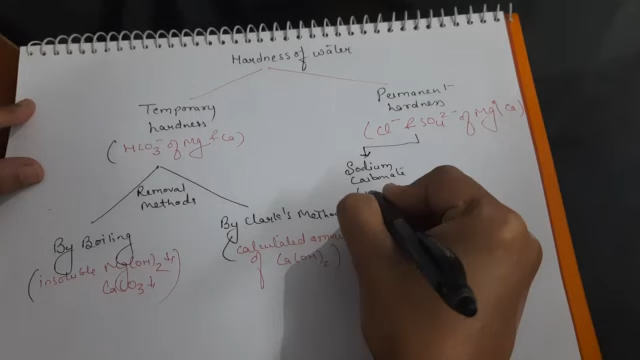 Hardness of water
Temporary
hardness
(HCO3⁻ of Mg & Ca)
Permanent
hardness
(Cl⁻ & SO4²⁻ of Mg & Ca)
Removal
Methods
By Boiling
(insoluble Mg(OH)2↓
CaCO3↓)
By Clark's Method
(calculated
of Ca(OH)2)
Sodium
Carbonate